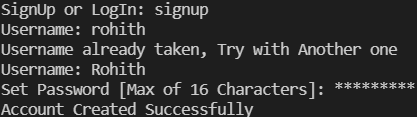 SignUp or LogIn: signup
Username: rohith
Username already taken, Try with Another one
Username: Rohith
Set Password [Max of 16 Characters]: *********
Account Created Successfully